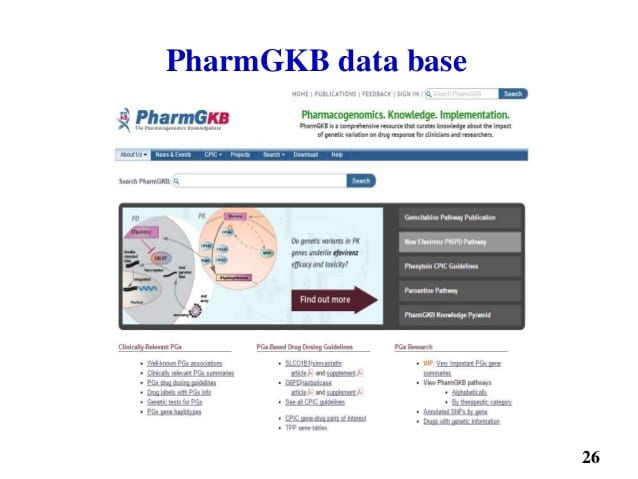 PharmGKB data base
HOME | PUBLICATIONS | FEEDBACK | SIGN IN | Search PharmGKB Search
PharmGKB
The Pharmacogenomics Knowledgebase
Pharmacogenomics. Knowledge. Implementation.
PharmGKB is a comprehensive resource that curates knowledge about the impact
of genetic variation on drug response for clinicians and researchers.
About Us News & Events CPIC Projects Search Download Help
Search PharmGKB: Search
PD
PK
Efavirenz
Do genetic variants in PK
genes underlie efavirenz
efficacy and toxicity?
Find out more
Gemcitabine Pathway Publication
New Efavirenz PK/PD Pathway
Phenytoin CPIC Guidelines
Paroxetine Pathway
PharmGKB Knowledge Pyramid
Clinically-Relevant PGx
• Well-known PGx associations
• Clinically relevant PGx summaries
• PGx drug dosing guidelines
• Drug labels with PGx info
• Genetic tests for PGx
• PGx gene haplotypes
PGx-Based Drug Dosing Guidelines
• SLCO1B1/simvastatin:
article and supplement
• G6PD/rasburicase:
article and supplement
• See all CPIC guidelines
• CPIC gene-drug pairs of interest
• TPP gene tables
PGx Research
• VIP: Very Important PGx gene
summaries
• View PharmGKB pathways
• Alphabetically
• By therapeutic category
• Annotated SNPs by gene
• Drugs with genetic information
26